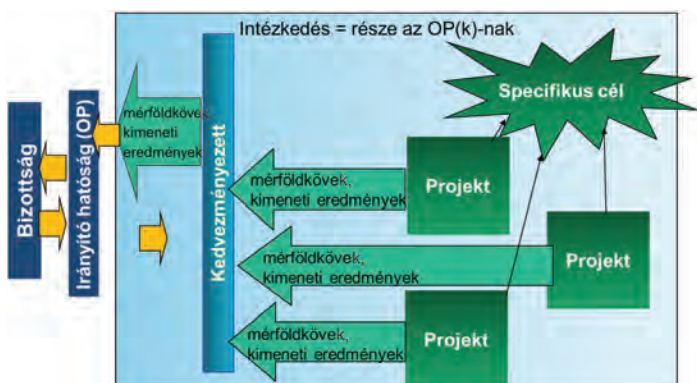 Intézkedés = része az OP(k)-nak
Specifikus cél
Bizottság
Irányító hatóság (OP)
mérföldkövek,
kimeneti
eredmények
Kedvezményezett
mérföldkövek,
kimeneti eredmények
Projekt
mérföldkövek,
kimeneti eredmények
Projekt
mérföldkövek,
kimeneti eredmények
Projekt